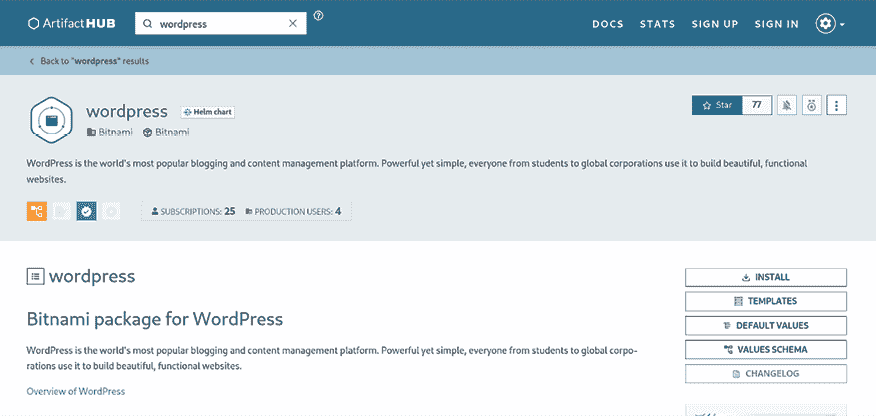 ArtifactHUB
wordpress
DOCS STATS SIGN UP SIGN IN
Back to "wordpress" results
wordpress Helm chart
Bitnami Bitnami
Star 77
WordPress is the world's most popular blogging and content management platform. Powerful yet simple, everyone from students to global corporations use it to build beautiful, functional
websites.
SUBSCRIPTIONS: 25 PRODUCTION USERS: 4
wordpress
INSTALL
TEMPLATES
Bitnami package for WordPress
DEFAULT VALUES
WordPress is the world's most popular blogging and content management platform. Powerful yet simple, everyone from students to global corpo-
rations use it to build beautiful, functional websites.
VALUES SCHEMA
CHANGELOG
Overview of WordPress